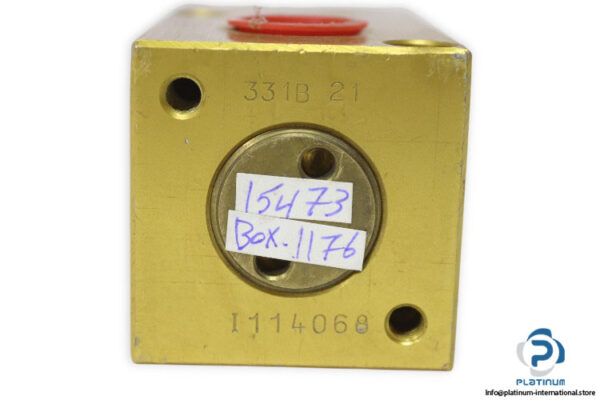 331B 21
15473
Box.1176
I114068
PLATINUM
info@platinum-international.store